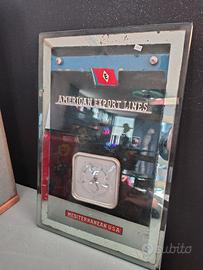 AMERICAN EXPORT LINES
MEDITERRANEAN U.S.A.
subito